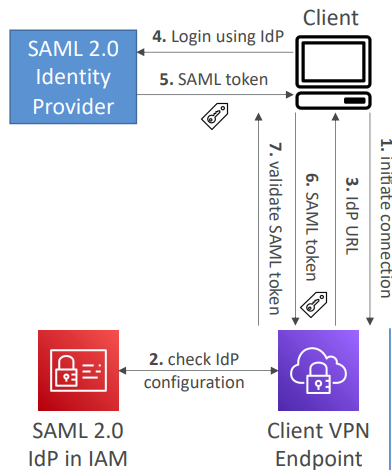 Client
SAML 2.0
Identity
Provider
4. Login using IdP
5. SAML token
7. validate SAML token
6. SAML token
3. IdP URL
1. initiate connection
2. check IdP
configuration
SAML 2.0
IdP in IAM
Client VPN
Endpoint